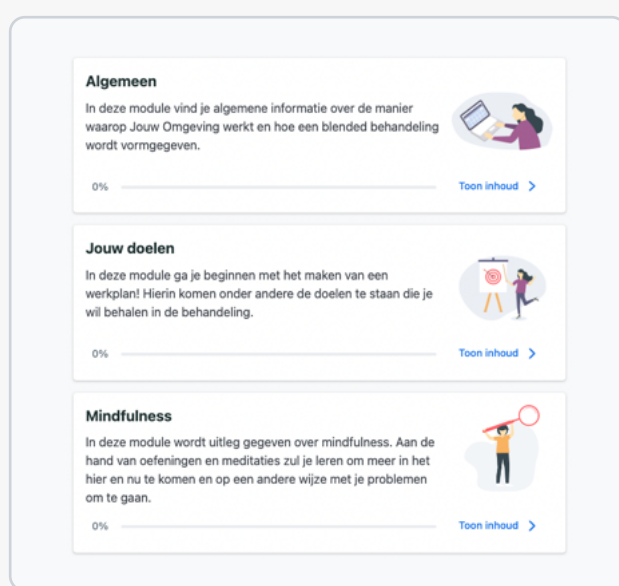 Algemeen
In deze module vind je algemene informatie over de manier
waarop Jouw Omgeving werkt en hoe een blended behandeling
wordt vormgegeven.
0%
Toon inhoud
Jouw doelen
In deze module ga je beginnen met het maken van een
werkplan! Hierin komen onder andere de doelen te staan die je
wil behalen in de behandeling.
0%
Toon inhoud
Mindfulness
In deze module wordt uitleg gegeven over mindfulness. Aan de
hand van oefeningen en meditaties zul je leren om meer in het
hier en nu te komen en op een andere wijze met je problemen
om te gaan.
0%
Toon inhoud